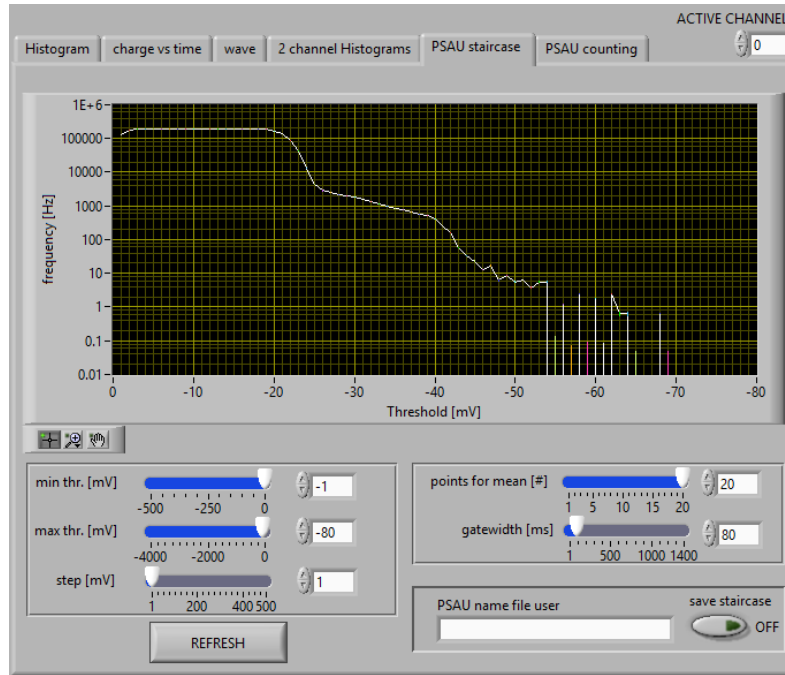 ACTIVE CHANNEL
Histogram charge vs time wave 2 channel Histograms PSAU staircase PSAU counting 0
1E+6
100000
10000
1000
100
10
1
0.1
0.01
frequency [Hz]
0 -10 -20 -30 -40 -50 -60 -70 -80
Threshold [mV]
min thr. [mV] -1
-500 -250 0
max thr. [mV] -80
-4000 -2000 0
step [mV] 1
1 200 400 500
REFRESH
points for mean [#] 20
1 5 10 15 20
gatewidth [ms] 80
1 500 1000 1400
PSAU name file user
save staircase
OFF